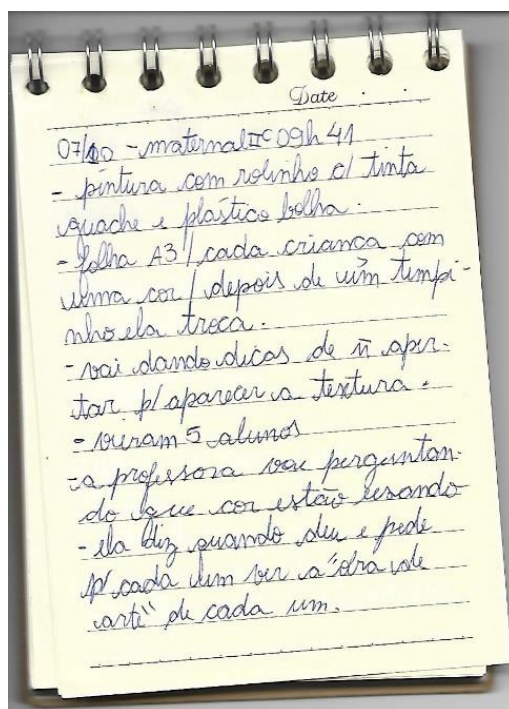 Date
07/10 - maternal II C 09h 41
- pintura com rolinho c/ tinta
guache e plástico bolha.
- folha A3 / cada criança com
uma cor / depois de um tempi-
nho ela troca.
- vai dando dicas de ñ aper-
tar p/ aparecer a textura.
- vieram 5 alunos
- a professora vai perguntan-
do que cor estão usando
- ela diz quando deu e pede
p/ cada um ver a "obra de
arte" de cada um.